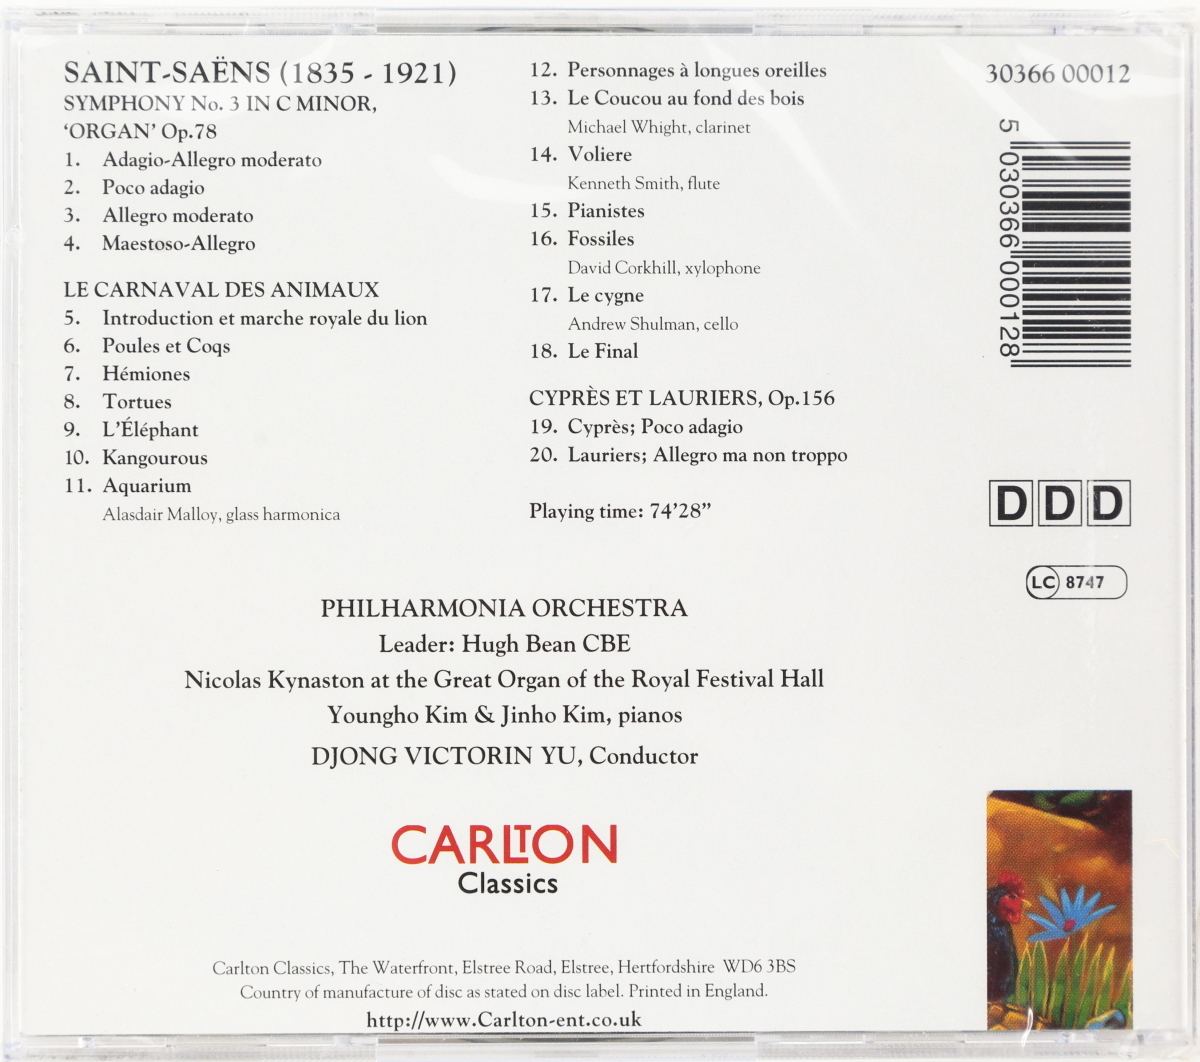 SAINT-SAËNS (1835 - 1921)
SYMPHONY No. 3 IN C MINOR,
‘ORGAN’ Op.78
1. Adagio-Allegro moderato
2. Poco adagio
3. Allegro moderato
4. Maestoso-Allegro
LE CARNAVAL DES ANIMAUX
5. Introduction et marche royale du lion
6. Poules et Coqs
7. Hémiones
8. Tortues
9. L’Éléphant
10. Kangourous
11. Aquarium
Alasdair Malloy, glass harmonica
12. Personnages à longues oreilles
13. Le Coucou au fond des bois
Michael Whight, clarinet
14. Voliere
Kenneth Smith, flute
15. Pianistes
16. Fossiles
David Corkhill, xylophone
17. Le cygne
Andrew Shulman, cello
18. Le Final
CYPRÈS ET LAURIERS, Op.156
19. Cyprès; Poco adagio
20. Lauriers; Allegro ma non troppo
Playing time: 74’28”
30366 00012
5 030366 000128
DDD
LC 8747
PHILHARMONIA ORCHESTRA
Leader: Hugh Bean CBE
Nicolas Kynaston at the Great Organ of the Royal Festival Hall
Youngho Kim & Jinho Kim, pianos
DJONG VICTORIN YU, Conductor
CARLTON
Classics
Carlton Classics, The Waterfront, Elstree Road, Elstree, Hertfordshire WD6 3BS
Country of manufacture of disc as stated on disc label. Printed in England.
http://www.Carlton-ent.co.uk